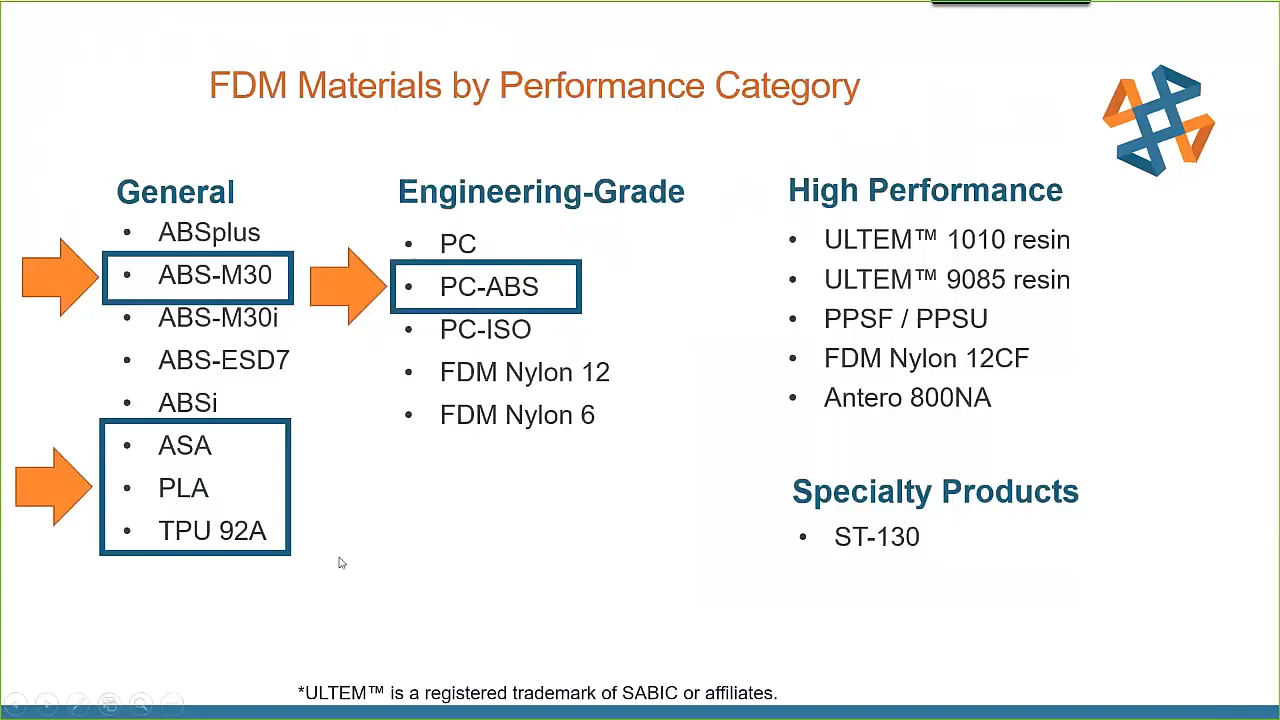 FDM Materials by Performance Category
General
• ABSplus
• ABS-M30
• ABS-M30i
• ABS-ESD7
• ABSi
• ASA
• PLA
• TPU 92A
Engineering-Grade
• PC
• PC-ABS
• PC-ISO
• FDM Nylon 12
• FDM Nylon 6
High Performance
• ULTEM™ 1010 resin
• ULTEM™ 9085 resin
• PPSF / PPSU
• FDM Nylon 12CF
• Antero 800NA
Specialty Products
• ST-130
*ULTEM™ is a registered trademark of SABIC or affiliates.